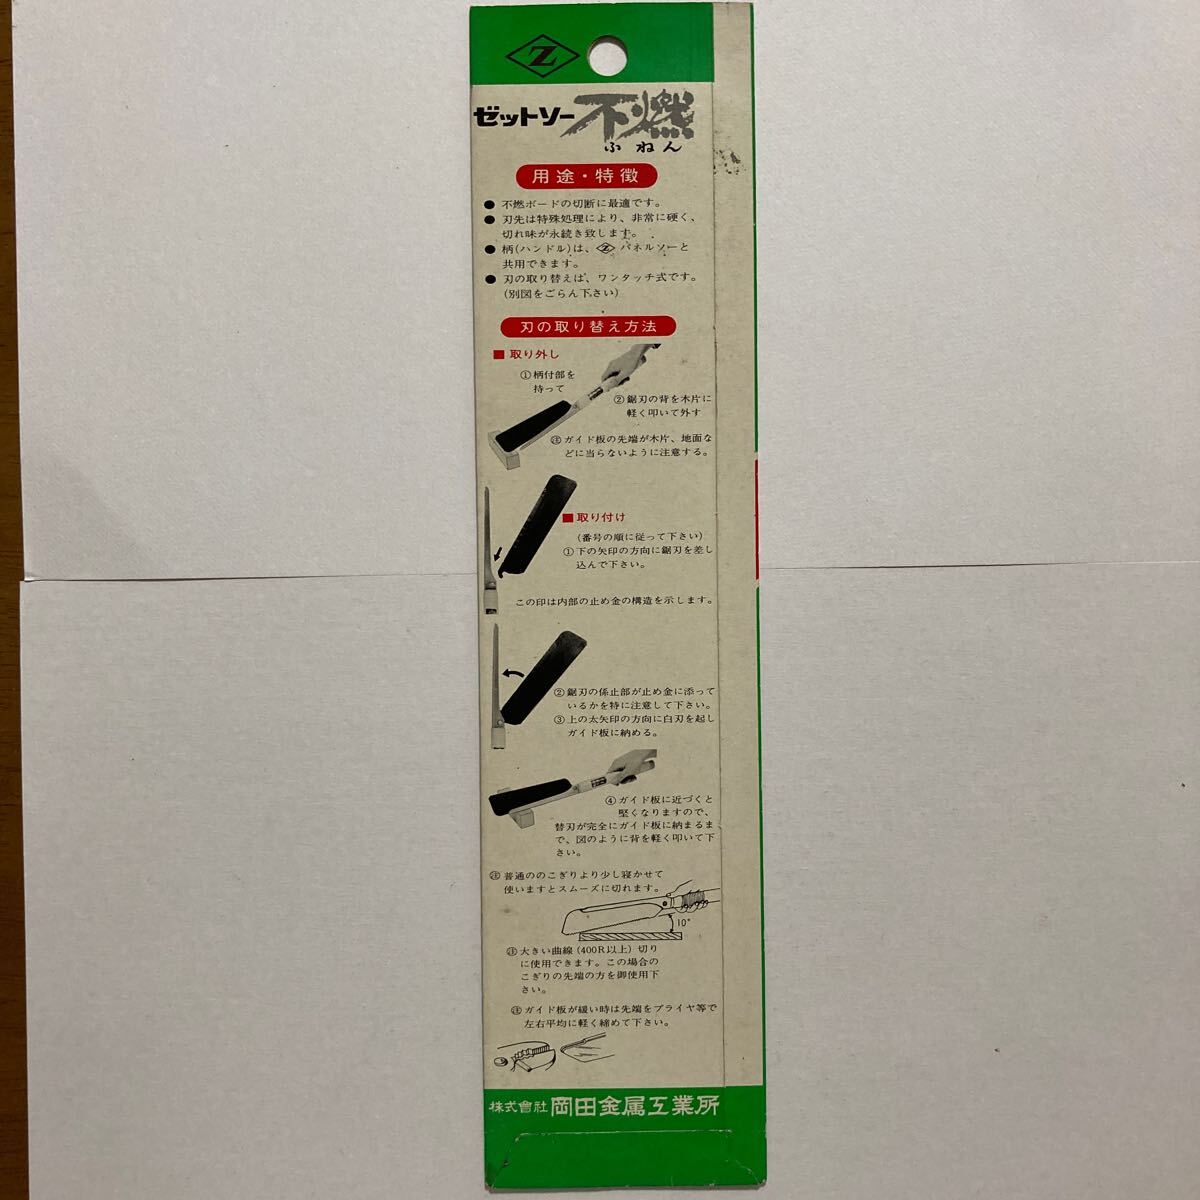 Z
ゼットソー 不燃
ふねん
用途・特徴
● 不燃ボードの切断に最適です。
● 刃先は特殊処理により、非常に硬く、
切れ味が永続き致します。
● 柄(ハンドル)は、Zパネルソーと
共用できます。
● 刃の取り替えは、ワンタッチ式です。
(別図をごらん下さい)
刃の取り替え方法
■ 取り外し
①柄付部を
持って
②鋸刃の背を木片に
軽く叩いて外す
注ガイド板の先端が木片、地面な
どに当らないように注意する。
■ 取り付け
(番号の順に従って下さい)
①下の矢印の方向に鋸刃を差し
込んで下さい。
この印は内部の止め金の構造を示します。
②鋸刃の係止部が止め金に添って
いるかを特に注意して下さい。
③上の太矢印の方向に白刃を起し
ガイド板に納める。
④ガイド板に近づくと
堅くなりますので、
替刃が完全にガイド板に納まるま
で、図のように背を軽く叩いて下
さい。
注普通ののこぎりより少し寝かせて
使いますとスムーズに切れます。
10°
注大きい曲線(400R以上)切り
に使用できます。この場合の
こぎりの先端の方を御使用下
さい。
注ガイド板が緩い時は先端をプライヤ等で
左右平均に軽く締めて下さい。
株式會社 岡田金属工業所